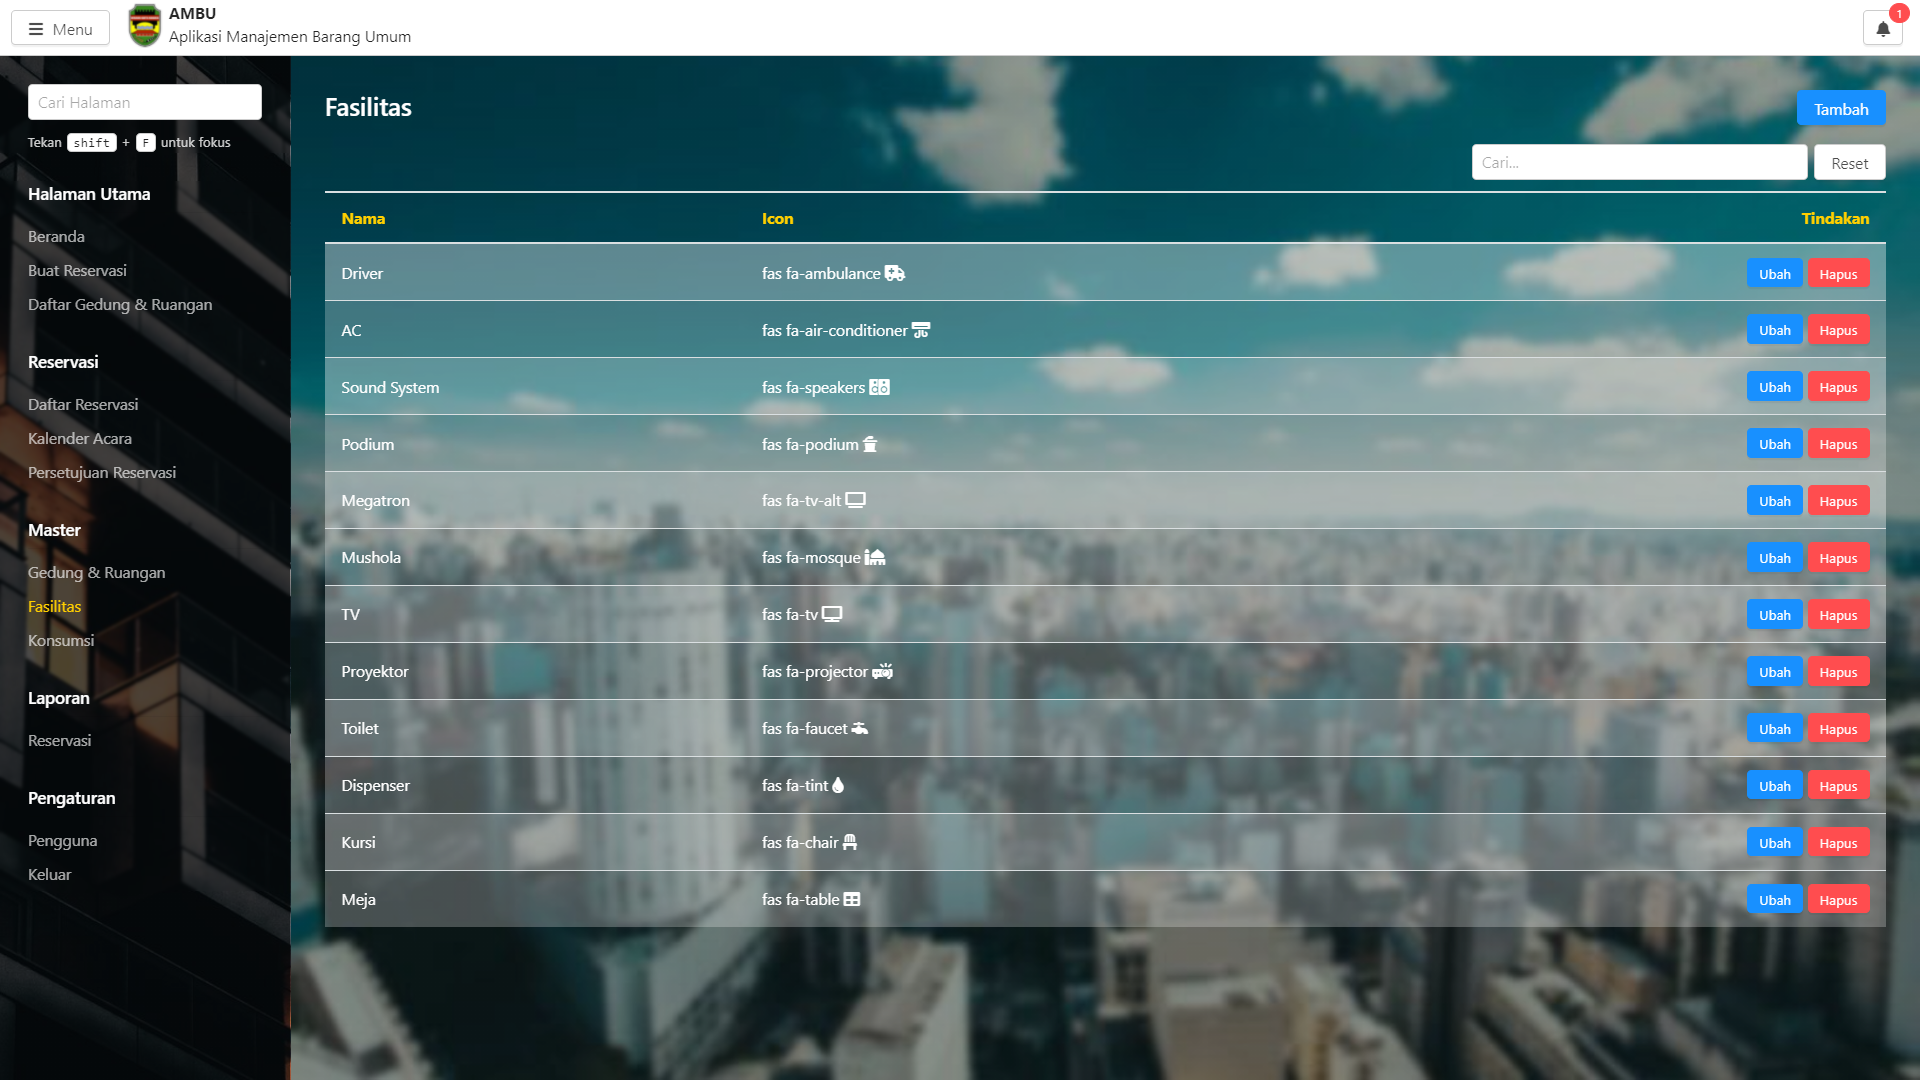 Menu
AMBU
Aplikasi Manajemen Barang Umum
1
Cari Halaman
Tekan shift + F untuk fokus
Halaman Utama
Beranda
Buat Reservasi
Daftar Gedung & Ruangan
Reservasi
Daftar Reservasi
Kalender Acara
Persetujuan Reservasi
Master
Gedung & Ruangan
Fasilitas
Konsumsi
Laporan
Reservasi
Pengaturan
Pengguna
Keluar
Fasilitas
Tambah
Cari...
Reset
Nama Icon Tindakan
Driver fas fa-ambulance Ubah Hapus
AC fas fa-air-conditioner Ubah Hapus
Sound System fas fa-speakers Ubah Hapus
Podium fas fa-podium Ubah Hapus
Megatron fas fa-tv-alt Ubah Hapus
Mushola fas fa-mosque Ubah Hapus
TV fas fa-tv Ubah Hapus
Proyektor fas fa-projector Ubah Hapus
Toilet fas fa-faucet Ubah Hapus
Dispenser fas fa-tint Ubah Hapus
Kursi fas fa-chair Ubah Hapus
Meja fas fa-table Ubah Hapus